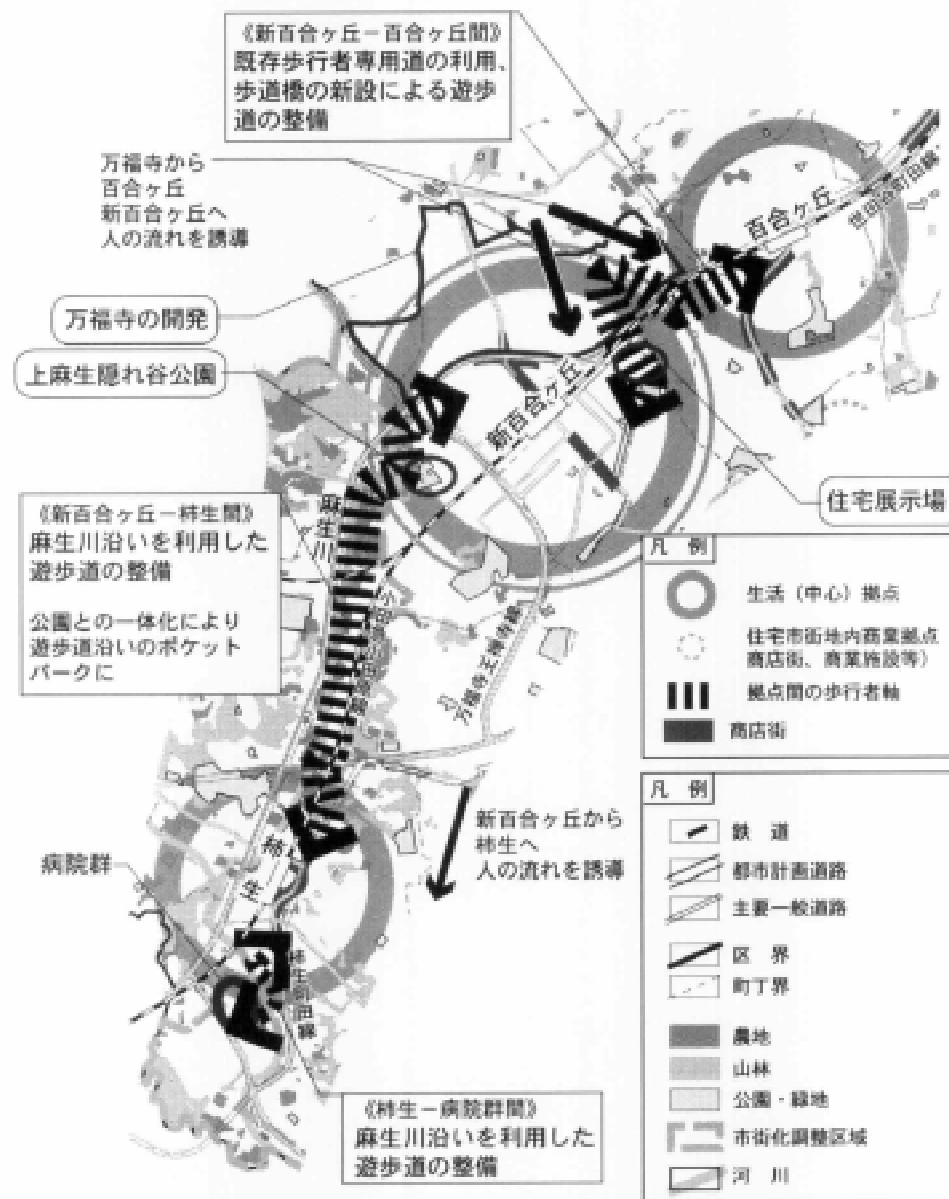 《新百合ヶ丘－百合ヶ丘間》
既存歩行者専用道の利用、
歩道橋の新設による遊歩
道の整備
万福寺から
百合ヶ丘
新百合ヶ丘へ
人の流れを誘導
百合ヶ丘
世田谷町田線
万福寺の開発
上麻生隠れ谷公園
新百合ヶ丘
住宅展示場
《新百合ヶ丘－柿生間》
麻生川沿いを利用した
遊歩道の整備
公園との一体化により
遊歩道沿いのポケット
パークに
麻生川
万福寺王禅寺線
凡 例
生活（中心）拠点
住宅市街地内商業拠点
商店街、商業施設等）
拠点間の歩行者軸
商店街
新百合ヶ丘から
柿生へ
人の流れを誘導
柿生
病院群
凡 例
鉄 道
都市計画道路
主要一般道路
区 界
町丁界
農地
山林
公園・緑地
市街化調整区域
河 川
《柿生－病院群間》
麻生川沿いを利用した
遊歩道の整備